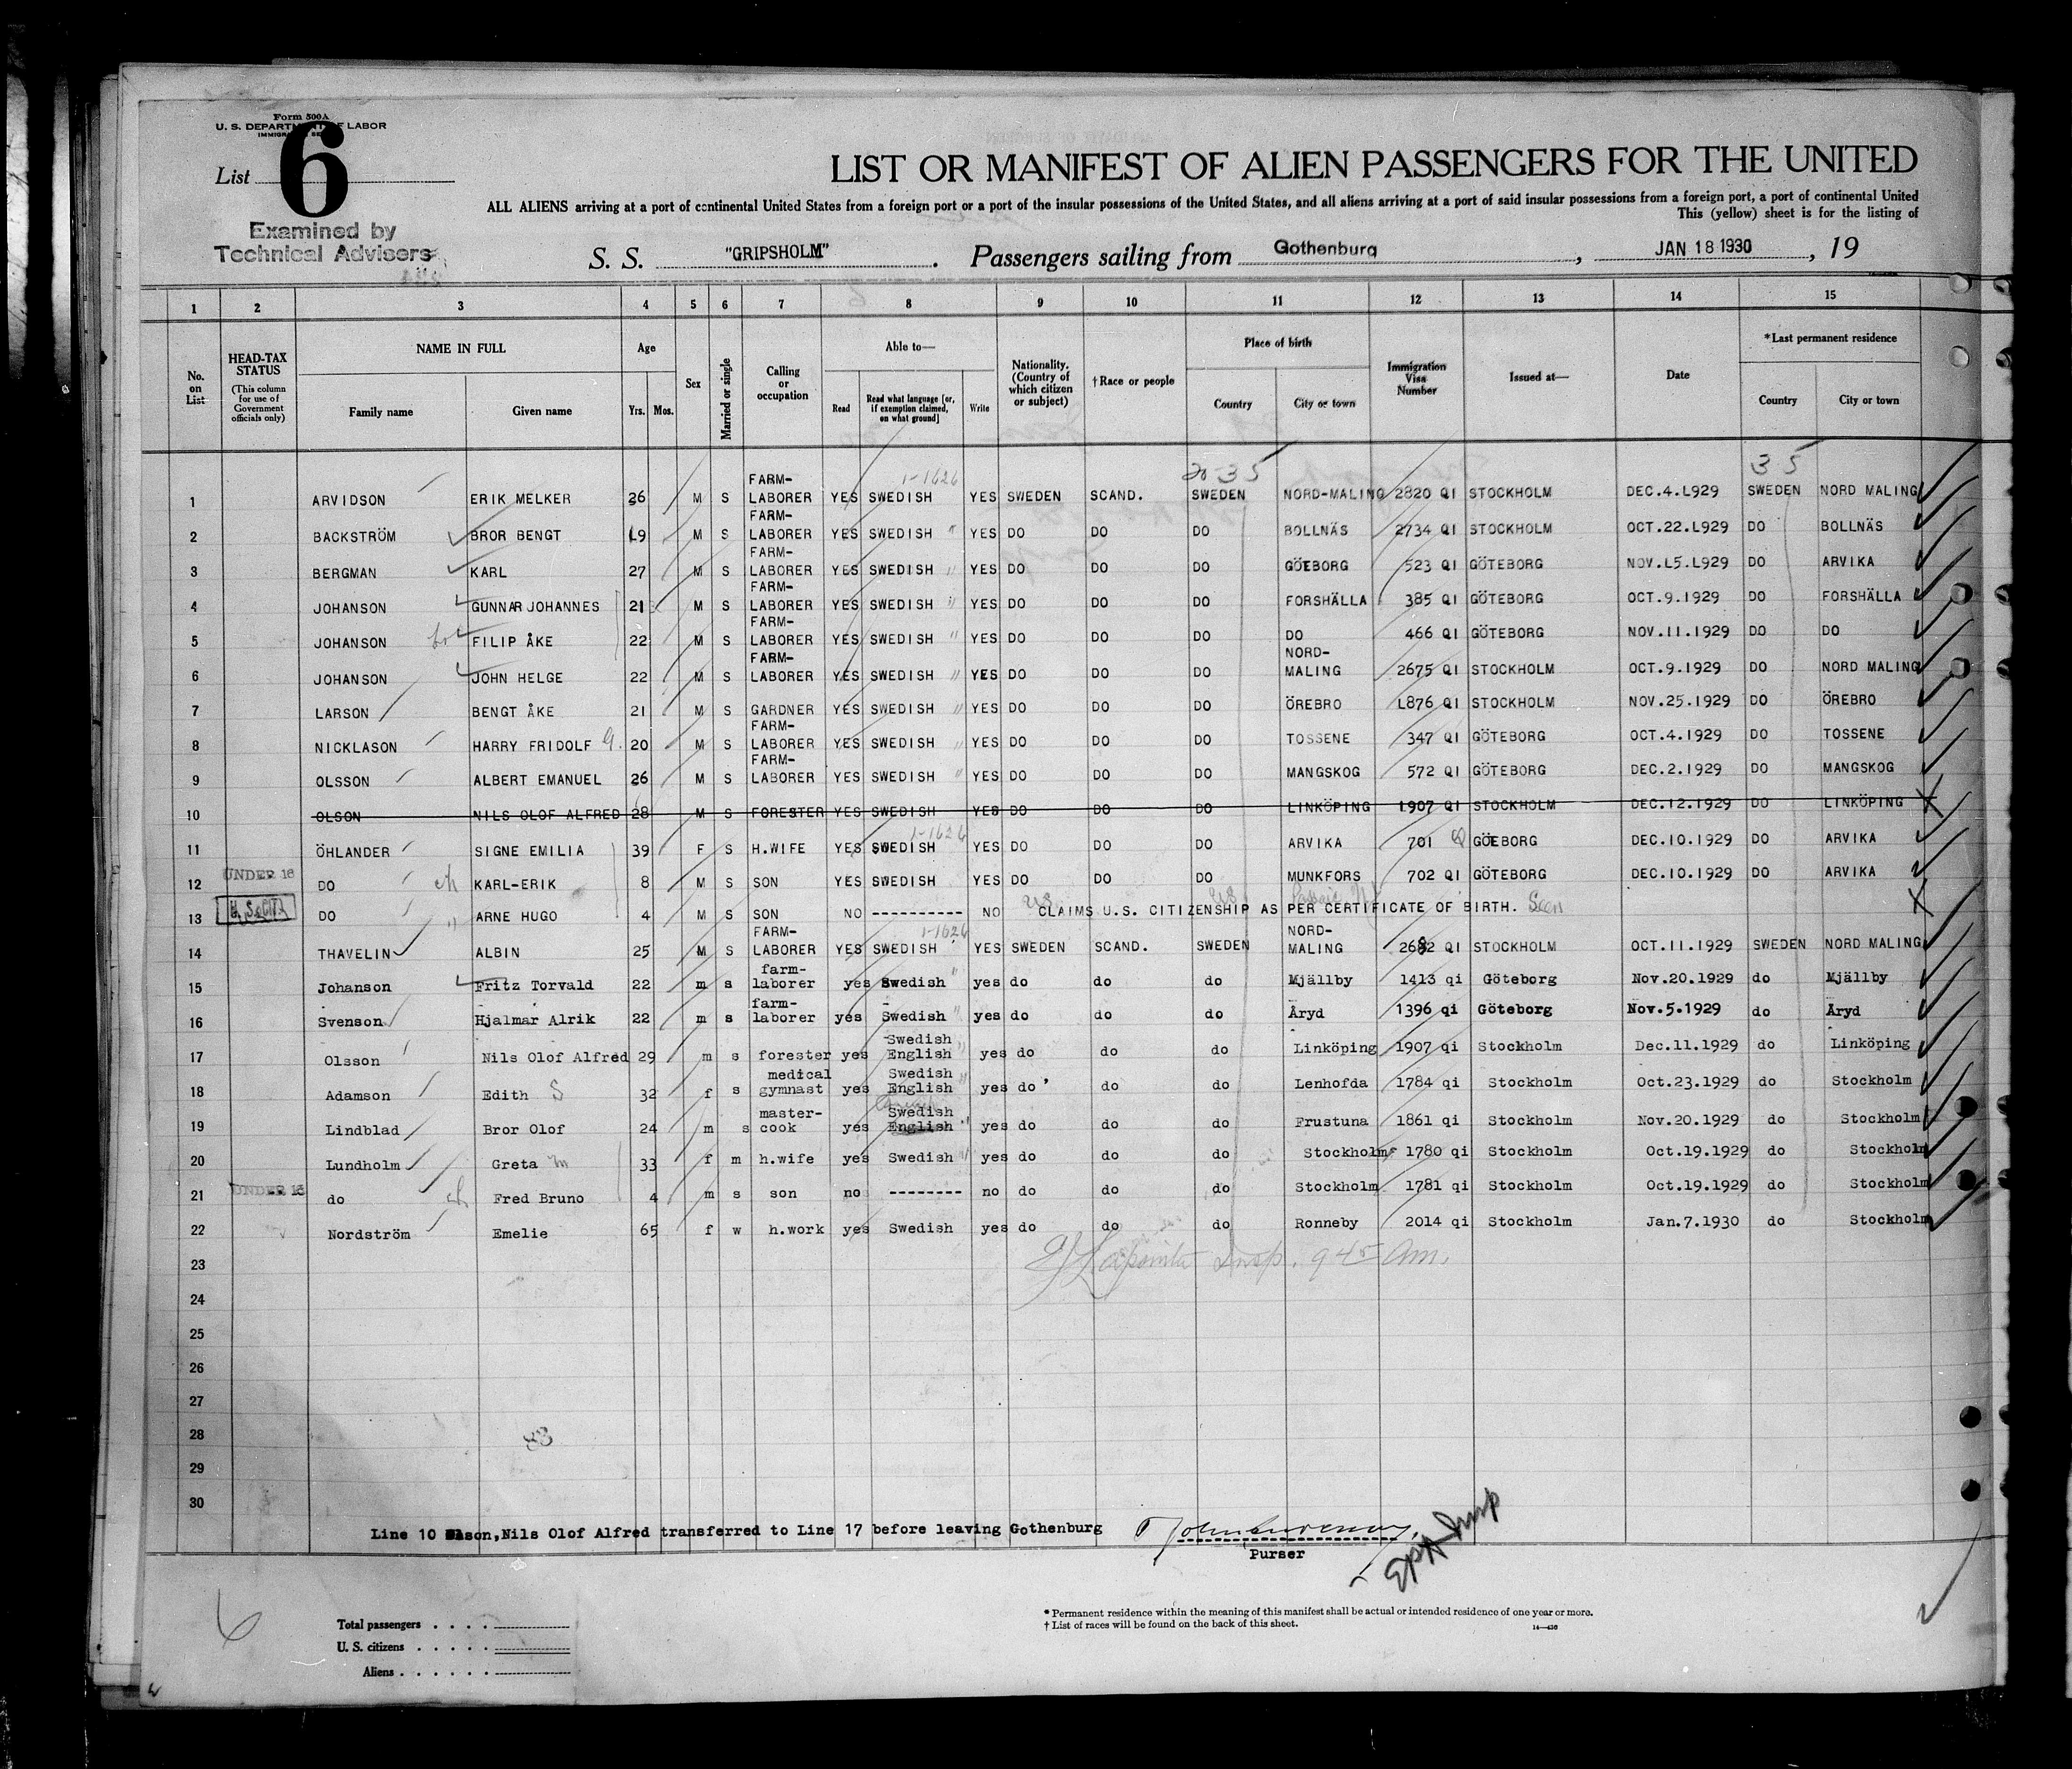 Form 500A
U. S. DEPARTMENT OF LABOR
List 6
Examined by
Technical Advisers
LIST OR MANIFEST OF ALIEN PASSENGERS FOR THE UNITED
ALL ALIENS arriving at a port of continental United States from a foreign port or a port of the insular possessions of the United States, and all aliens arriving at a port of said insular possessions from a foreign port, a port of continental United
This (yellow) sheet is for the listing of
S. S. "GRIPSHOLM". Passengers sailing from Gothenburg, JAN 18 1930, 19
1 2 3 4 5 6 7 8 9 10 11 12 13 14 15
No. on List
HEAD-TAX STATUS (This column for use of Government officials only)
NAME IN FULL
Family name Given name
Age
Yrs. Mos.
Sex
Married or single
Calling or occupation
Able to—
Read Read what language [or, if exemption claimed, on what ground] Write
Nationality. (Country of which citizen or subject)
†Race or people
Place of birth
Country City or town
Immigration Visa Number
Issued at—
Date
*Last permanent residence
Country City or town
1-1626 35 35
1 ARVIDSON ERIK MELKER 26 M S FARM-LABORER YES SWEDISH YES SWEDEN SCAND. SWEDEN NORD-MALING 2820 QI STOCKHOLM DEC.4.L929 SWEDEN NORD MALING
2 BACKSTRÖM BROR BENGT L9 M S FARM-LABORER YES SWEDISH " YES DO DO DO BOLLNÄS 2734 QI STOCKHOLM OCT.22.L929 DO BOLLNÄS
3 BERGMAN KARL 27 M S FARM-LABORER YES SWEDISH " YES DO DO DO GÖEBORG 523 QI GÖTEBORG NOV.L5.L929 DO ARVIKA
4 JOHANSON GUNNAR JOHANNES 21 M S FARM-LABORER YES SWEDISH " YES DO DO DO FORSHÄLLA 385 QI GÖTEBORG OCT.9.1929 DO FORSHÄLLA
5 JOHANSON FILIP ÅKE 22 M S FARM-LABORER YES SWEDISH " YES DO DO DO DO 466 QI GÖTEBORG NOV.11.1929 DO DO
6 JOHANSON JOHN HELGE 22 M S FARM-LABORER YES SWEDISH " YES DO DO DO NORD-MALING 2675 QI STOCKHOLM OCT.9.1929 DO NORD MALING
7 LARSON BENGT ÅKE 21 M S GARDNER YES SWEDISH " YES DO DO DO ÖREBRO L876 QI STOCKHOLM NOV.25.1929 DO ÖREBRO
8 NICKLASON HARRY FRIDOLF G. 20 M S FARM-LABORER YES SWEDISH " YES DO DO DO TOSSENE 347 QI GÖTEBORG OCT.4.1929 DO TOSSENE
9 OLSSON ALBERT EMANUEL 26 M S FARM-LABORER YES SWEDISH " YES DO DO DO MANGSKOG 572 QI GÖTEBORG DEC.2.1929 DO MANGSKOG
10 OLSON NILS OLOF ALFRED 28 M S FORESTER YES SWEDISH YES DO DO DO LINKÖPING 1907 QI STOCKHOLM DEC.12.1929 DO LINKÖPING
1-1626
11 ÖHLANDER SIGNE EMILIA 39 F S H.WIFE YES SWEDISH YES DO DO DO ARVIKA 701 Q GÖEBORG DEC.10.1929 DO ARVIKA
12 UNDER 16 DO ch KARL-ERIK 8 M S SON YES SWEDISH YES DO DO DO MUNKFORS 702 QI GÖTEBORG DEC.10.1929 DO ARVIKA
13 DO " ARNE HUGO 4 M S SON NO ---------- NO US US CLAIMS U.S. CITIZENSHIP AS PER CERTIFICATE OF BIRTH. Seen
1-1626
14 THAVELIN ALBIN 25 M S FARM-LABORER YES SWEDISH YES SWEDEN SCAND. SWEDEN NORD-MALING 2682 QI STOCKHOLM OCT.11.1929 SWEDEN NORD MALING
15 Johanson Fritz Torvald 22 m s farm-laborer yes Swedish " yes do do do Mjällby 1413 qi Göteborg Nov.20.1929 do Mjällby
16 Svenson Hjalmar Alrik 22 m s farm-laborer yes Swedish " yes do do do Åryd 1396 qi Göteborg Nov.5.1929 do Åryd
17 Olsson Nils Olof Alfred 29 m s forester yes Swedish English " yes do do do Linköping 1907 qi Stockholm Dec.11.1929 do Linköping
18 Adamson Edith S 32 f s medical gymnast yes Swedish English " yes do do do Lenhofda 1784 qi Stockholm Oct.23.1929 do Stockholm
19 Lindblad Bror Olof 24 m s master-cook yes Swedish English " yes do do do Frustuna 1861 qi Stockholm Nov.20.1929 do Stockholm
20 Lundholm Greta m 33 f m h.wife yes Swedish " yes do do do Stockholm 1780 qi Stockholm Oct.19.1929 do Stockholm
21 UNDER 16 do ch Fred Bruno 4 m s son no -------- no do do do Stockholm 1781 qi Stockholm Oct.19.1929 do Stockholm
22 Nordström Emelie 65 f w h.work yes Swedish yes do do do Ronneby 2014 qi Stockholm Jan.7.1930 do Stockholm
23 Insp. 9 45 Am.
24
25
26
27
28
29
30
Line 10 Olson,Nils Olof Alfred transferred to Line 17 before leaving Gothenburg
Purser
6
Total passengers
U. S. citizens
Aliens
* Permanent residence within the meaning of this manifest shall be actual or intended residence of one year or more.
† List of races will be found on the back of this sheet.
14—430